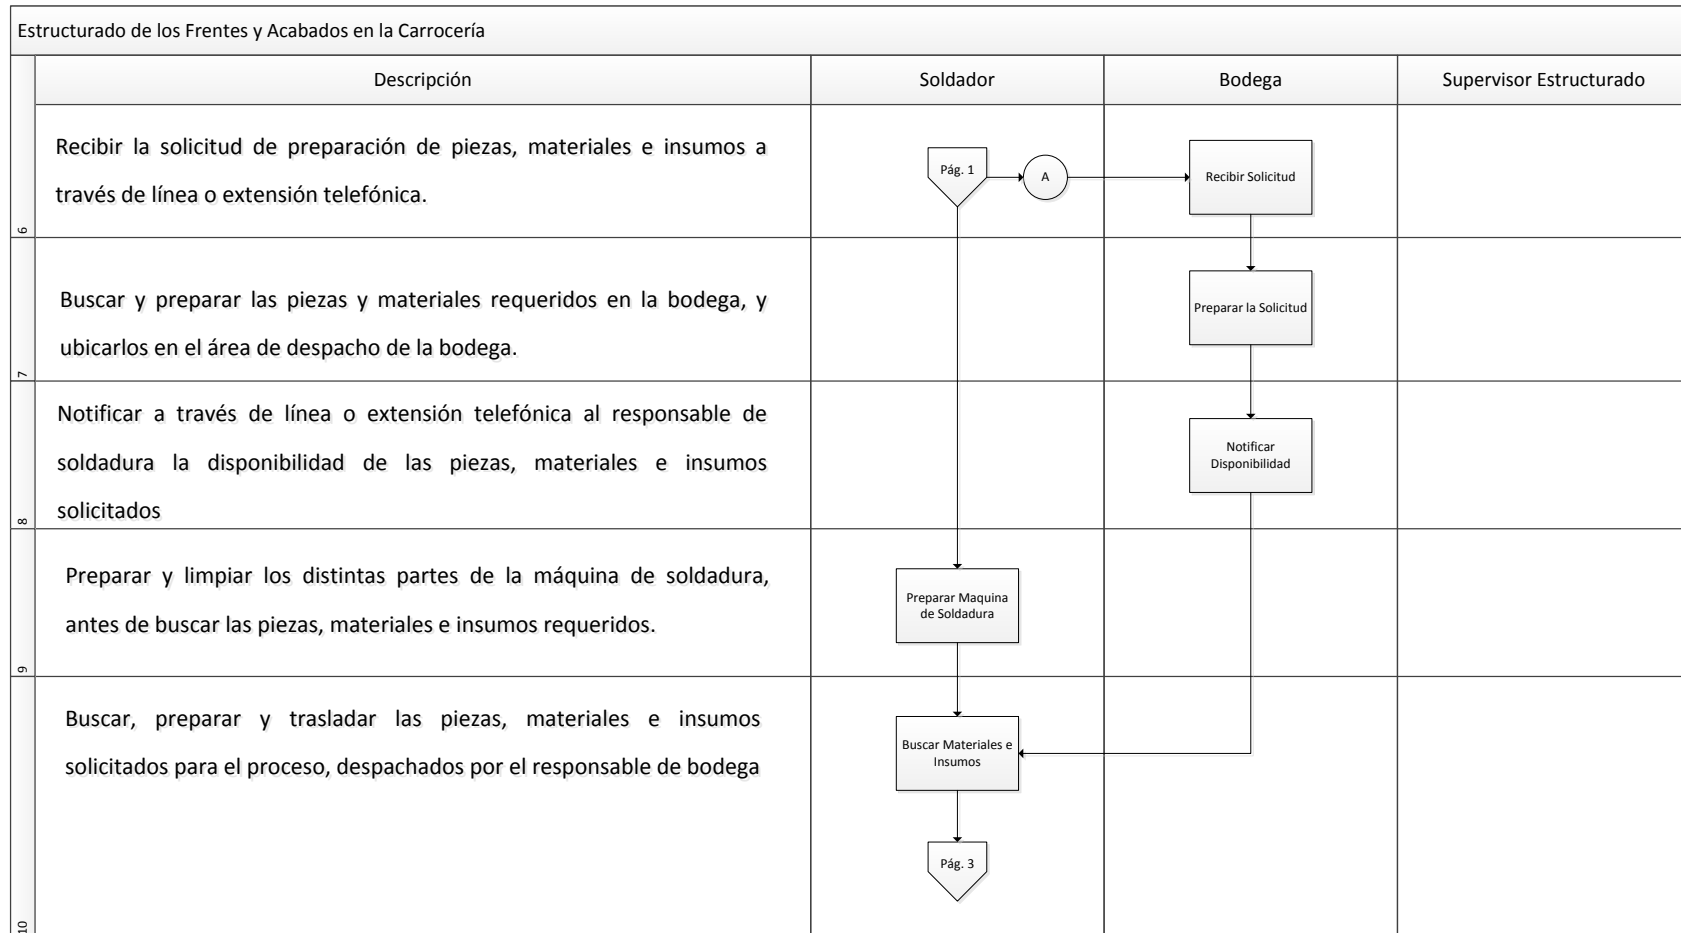 Estructurado de los Frentes y Acabados en la Carrocería
Descripción
Soldador
Bodega
Supervisor Estructurado
Recibir la solicitud de preparación de piezas, materiales e insumos a
través de línea o extensión telefónica.
Pág. 1
A
Recibir Solicitud
6
Buscar y preparar las piezas y materiales requeridos en la bodega, y
ubicarlos en el área de despacho de la bodega.
Preparar la Solicitud
7
Notificar a través de línea o extensión telefónica al responsable de
soldadura la disponibilidad de las piezas, materiales e insumos
solicitados
Notificar
Disponibilidad
8
Preparar y limpiar los distintas partes de la máquina de soldadura,
antes de buscar las piezas, materiales e insumos requeridos.
Preparar Maquina
de Soldadura
9
Buscar, preparar y trasladar las piezas, materiales e insumos
solicitados para el proceso, despachados por el responsable de bodega
Buscar Materiales e
Insumos
Pág. 3
10